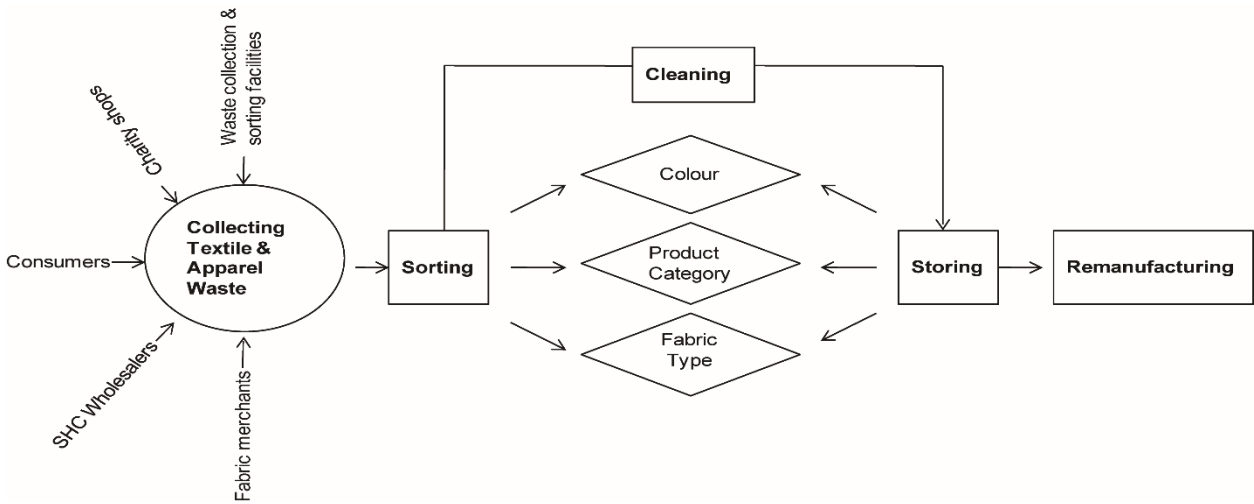 Waste collection &
sorting facilities
Charity shops
Consumers
SHC Wholesalers
Fabric merchants
Collecting
Textile &
Apparel
Waste
Sorting
Cleaning
Colour
Product
Category
Fabric
Type
Storing
Remanufacturing